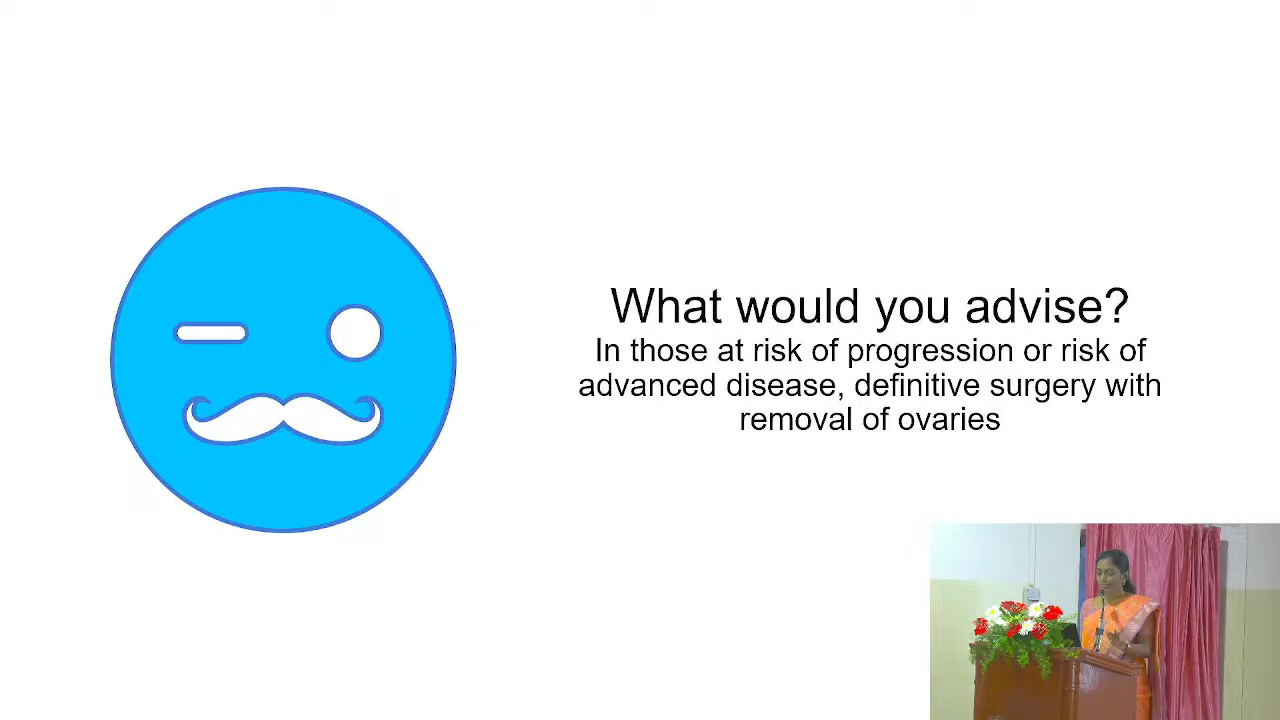 What would you advise?
In those at risk of progression or risk of
advanced disease, definitive surgery with
removal of ovaries